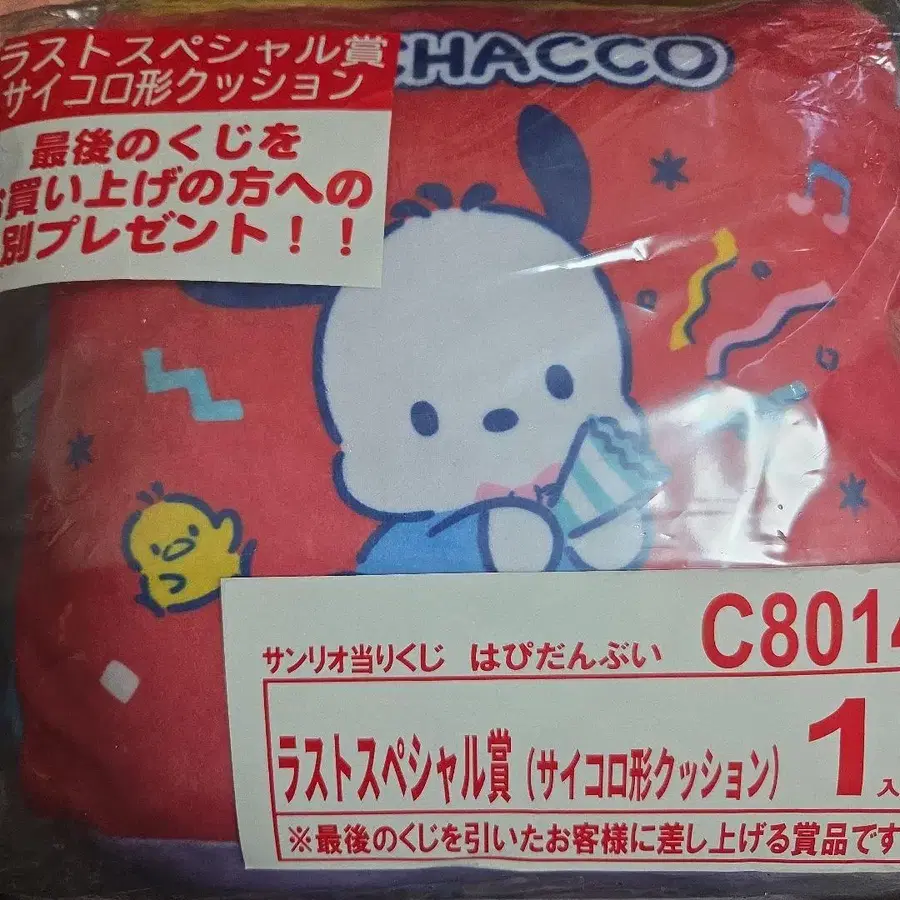 ラストスペシャル賞
サイコロ形クッション
最後のくじを
お買い上げの方への
別プレゼント！！
CHACCO
サンリオ当りくじ はぴだんぶい C8014
ラストスペシャル賞（サイコロ形クッション） 1入
※最後のくじを引いたお客様に差し上げる賞品です